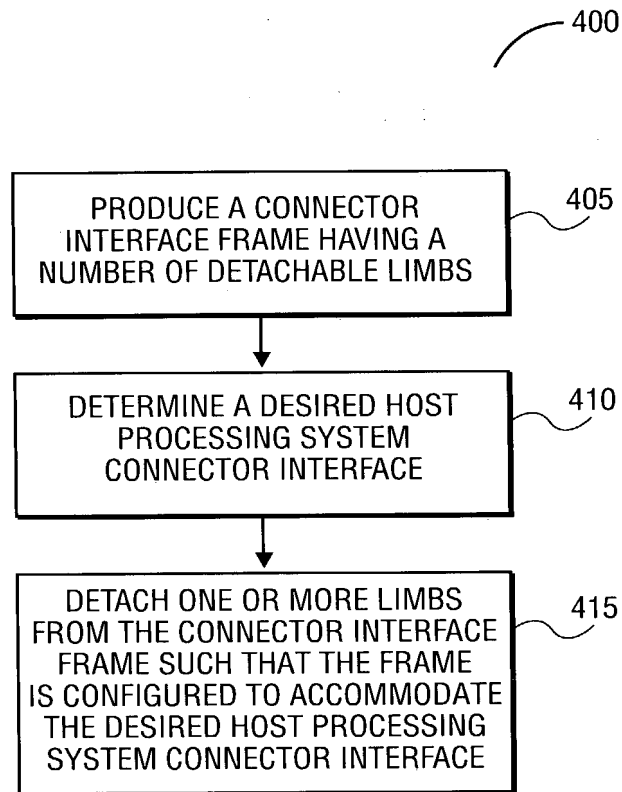 400
PRODUCE A CONNECTOR
INTERFACE FRAME HAVING A
NUMBER OF DETACHABLE LIMBS
405
DETERMINE A DESIRED HOST
PROCESSING SYSTEM
CONNECTOR INTERFACE
410
DETACH ONE OR MORE LIMBS
FROM THE CONNECTOR INTERFACE
FRAME SUCH THAT THE FRAME
IS CONFIGURED TO ACCOMMODATE
THE DESIRED HOST PROCESSING
SYSTEM CONNECTOR INTERFACE
415